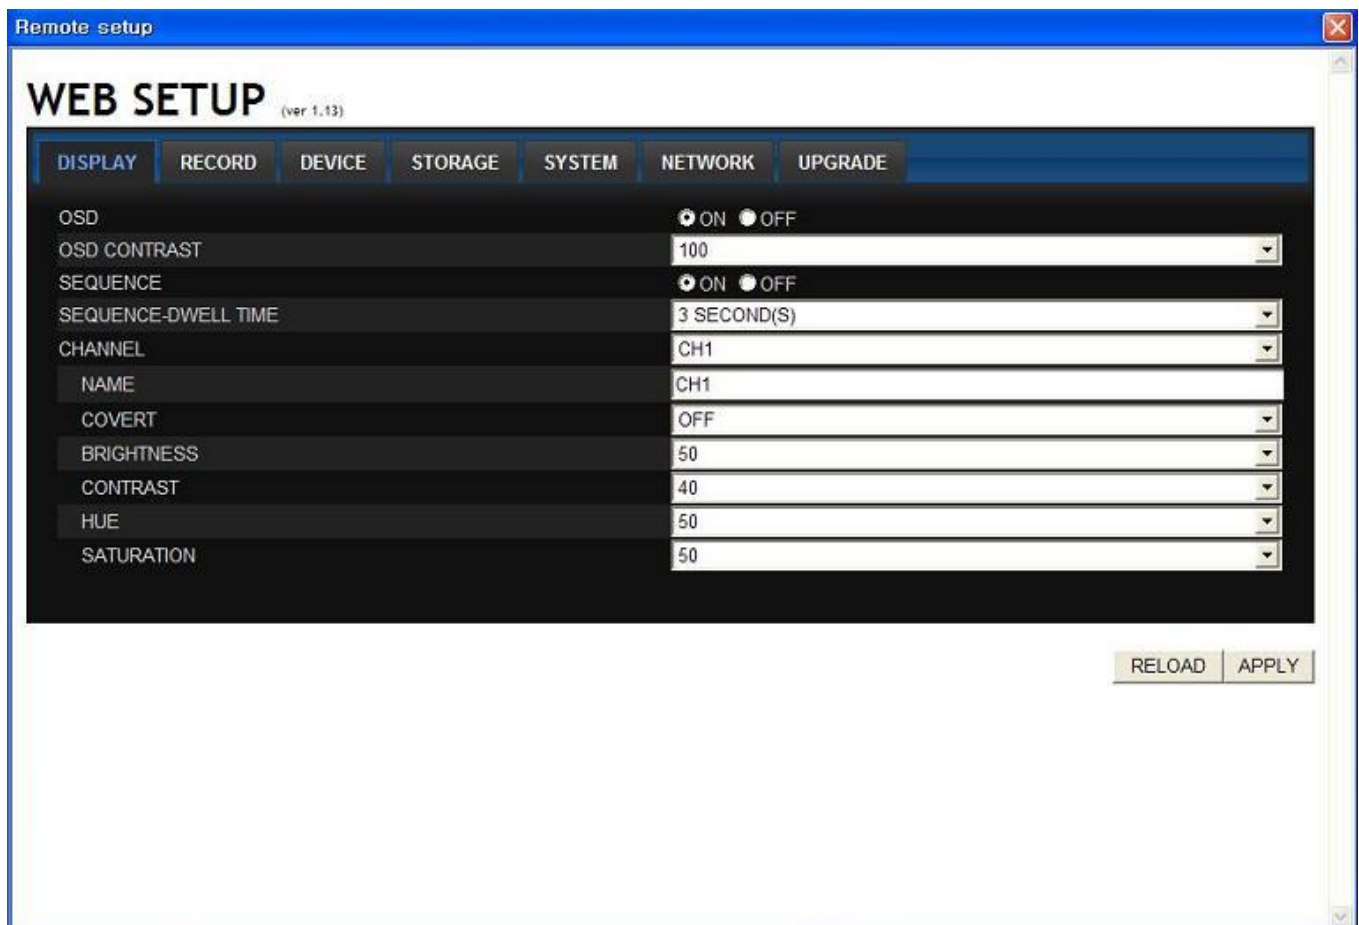 Remote setup
WEB SETUP (ver 1.13)
DISPLAY RECORD DEVICE STORAGE SYSTEM NETWORK UPGRADE
OSD ON OFF
OSD CONTRAST 100
SEQUENCE ON OFF
SEQUENCE-DWELL TIME 3 SECOND(S)
CHANNEL CH1
NAME CH1
COVERT OFF
BRIGHTNESS 50
CONTRAST 40
HUE 50
SATURATION 50
RELOAD APPLY